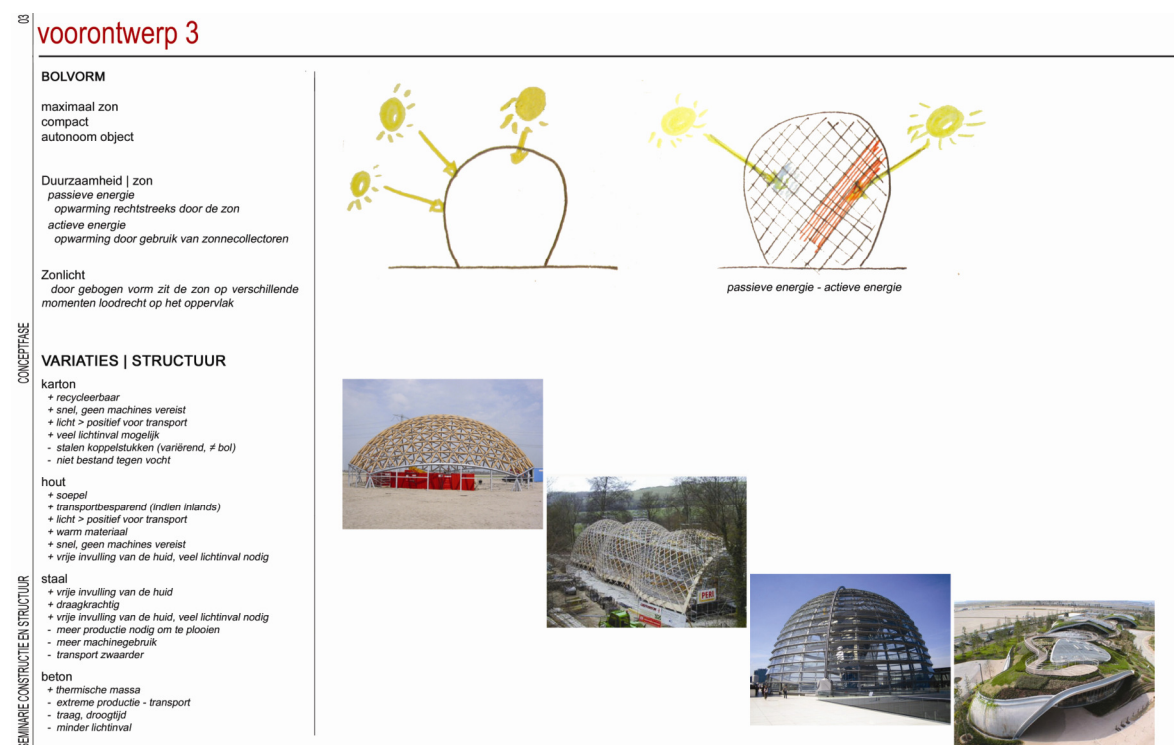 03
voorontwerp 3
BOLVORM
maximaal zon
compact
autonoom object
Duurzaamheid | zon
passieve energie
opwarming rechtstreeks door de zon
actieve energie
opwarming door gebruik van zonnecollectoren
Zonlicht
door gebogen vorm zit de zon op verschillende
momenten loodrecht op het oppervlak
passieve energie - actieve energie
CONCEPTFASE
VARIATIES | STRUCTUUR
karton
+ recycleerbaar
+ snel, geen machines vereist
+ licht > positief voor transport
+ veel lichtinval mogelijk
- stalen koppelstukken (variërend, ≠ bol)
- niet bestand tegen vocht
hout
+ soepel
+ transportbesparend (indien inlands)
+ licht > positief voor transport
+ warm materiaal
+ snel, geen machines vereist
+ vrije invulling van de huid, veel lichtinval nodig
staal
+ vrije invulling van de huid
+ draagkrachtig
+ vrije invulling van de huid, veel lichtinval nodig
- meer productie nodig om te plooien
- meer machinegebruik
- transport zwaarder
beton
+ thermische massa
- extreme productie - transport
- traag, droogtijd
- minder lichtinval
SEMINARIE CONSTRUCTIE EN STRUCTUUR
PERI